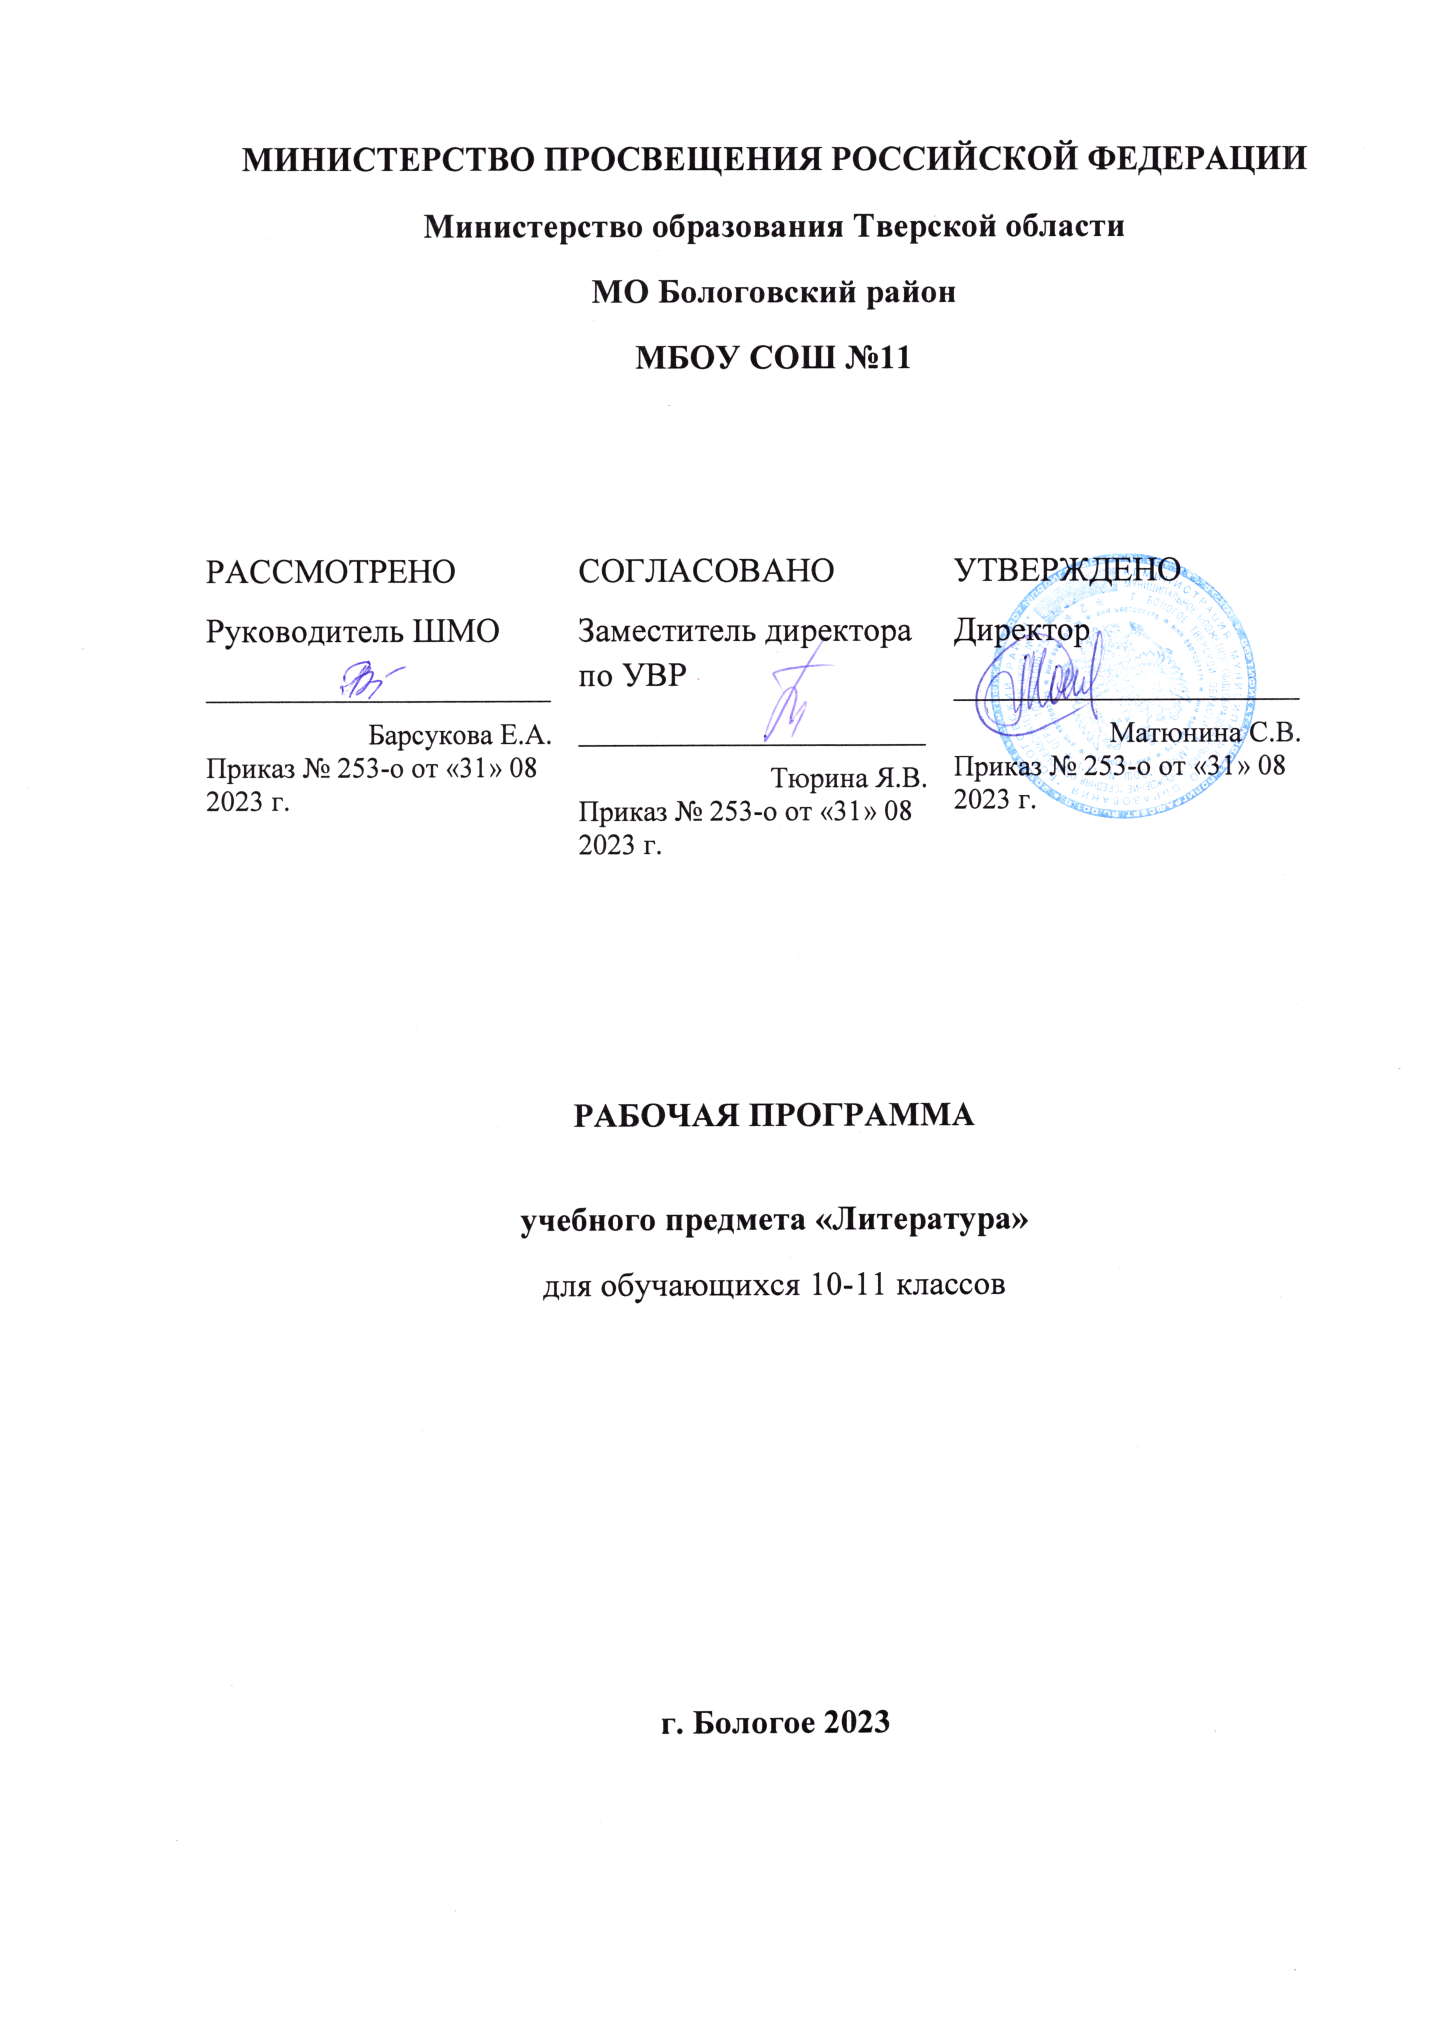 МИНИСТЕРСТВО ПРОСВЕЩЕНИЯ РОССИЙСКОЙ ФЕДЕРАЦИИ
Министерство образования Тверской области
МО Бологовский район
МБОУ СОШ №11
РАССМОТРЕНО
Руководитель ШМО
Барсукова Е.А.
Приказ № 253-о от «31» 08
2023 г.
СОГЛАСОВАНО
Заместитель директора
по УВР
Тюрина Я.В.
Приказ № 253-о от «31» 08
2023 г.
УТВЕРЖДЕНО
Директор
Матюнина С.В.
Приказ № 253-о от «31» 08
2023 г.
РАБОЧАЯ ПРОГРАММА
учебного предмета «Литература»
для обучающихся 10-11 классов
г. Бологое 2023